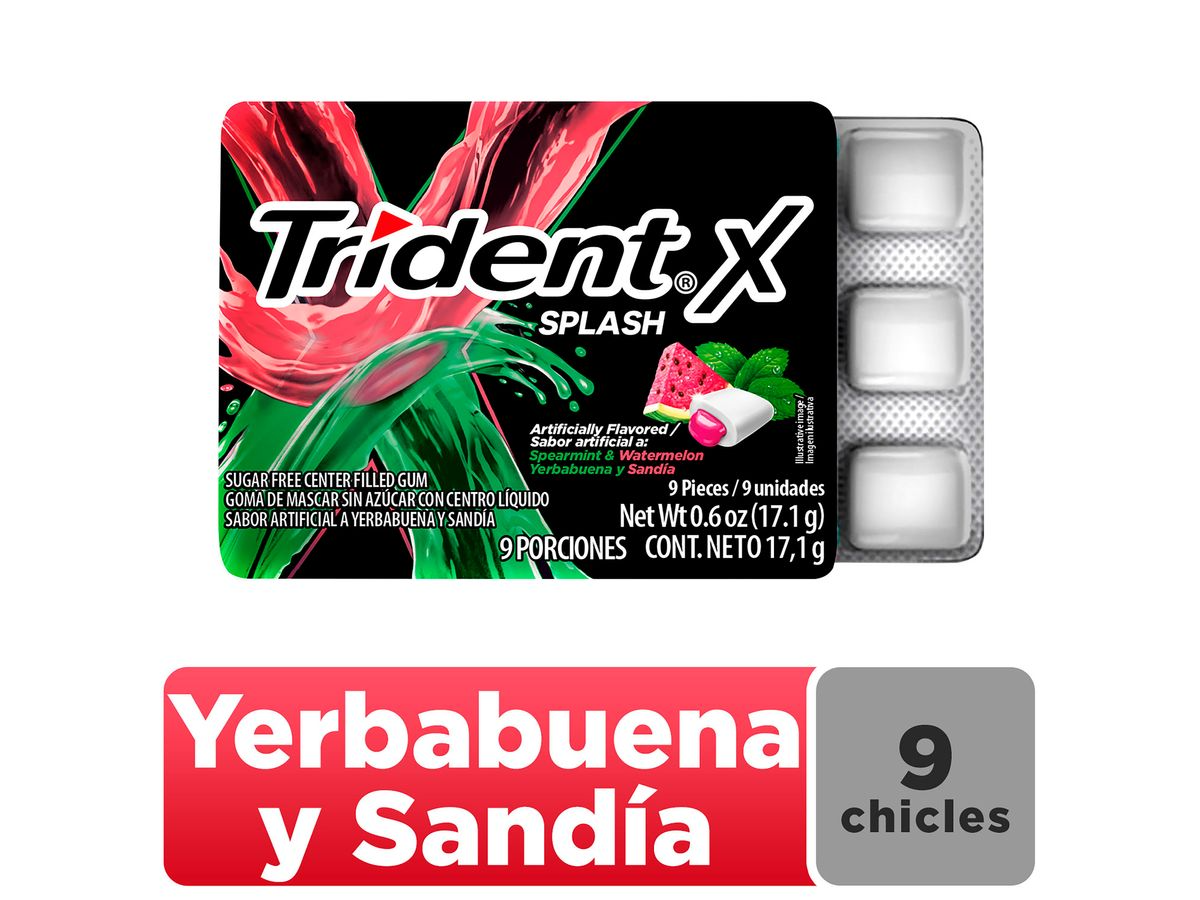 Trident® X
SPLASH
Artificially Flavored /
Sabor artificial a:
Spearmint & Watermelon
Yerbabuena y Sandía
Illustrative image /
Imagen ilustrativa
SUGAR FREE CENTER FILLED GUM
GOMA DE MASCAR SIN AZÚCAR CON CENTRO LÍQUIDO
SABOR ARTIFICIAL A YERBABUENA Y SANDÍA
9 Pieces / 9 unidades
Net Wt 0.6 oz (17.1 g)
9 PORCIONES CONT. NETO 17,1 g
Yerbabuena
y Sandía
9
chicles